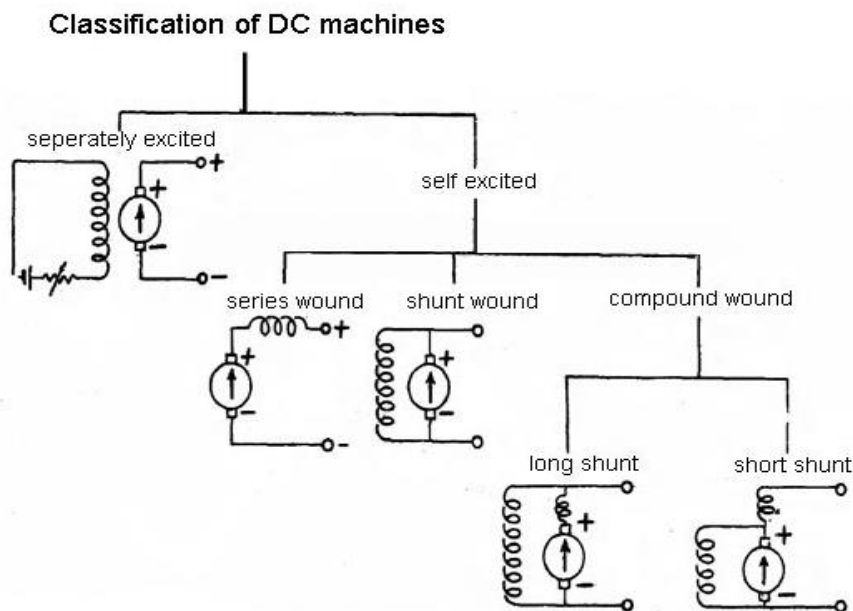 Classification of DC machines
seperately excited
+
+
-
-
self excited
series wound
shunt wound
compound wound
+
+
-
-
+
-
long shunt
short shunt
+
-
+
-